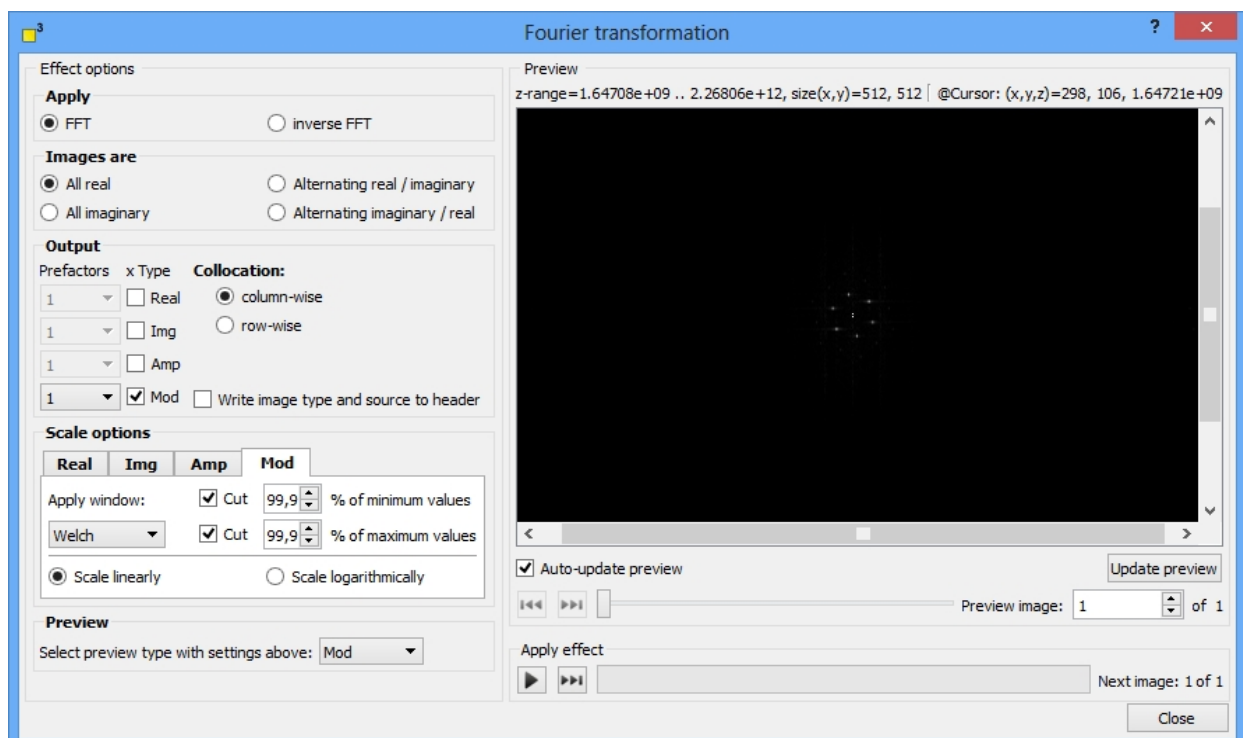 3 Fourier transformation ? ×
Effect options
Apply
FFT inverse FFT
Images are
All real Alternating real / imaginary
All imaginary Alternating imaginary / real
Output
Prefactors x Type Collocation:
1 Real column-wise
1 Img row-wise
1 Amp
1 Mod Write image type and source to header
Scale options
Real Img Amp Mod
Apply window: Cut 99,9 % of minimum values
Welch Cut 99,9 % of maximum values
Scale linearly Scale logarithmically
Preview
Select preview type with settings above: Mod
Preview
z-range=1.64708e+09 .. 2.26806e+12, size(x,y)=512, 512 @Cursor: (x,y,z)=298, 106, 1.64721e+09
Auto-update preview Update preview
Preview image: 1 of 1
Apply effect
Next image: 1 of 1
Close